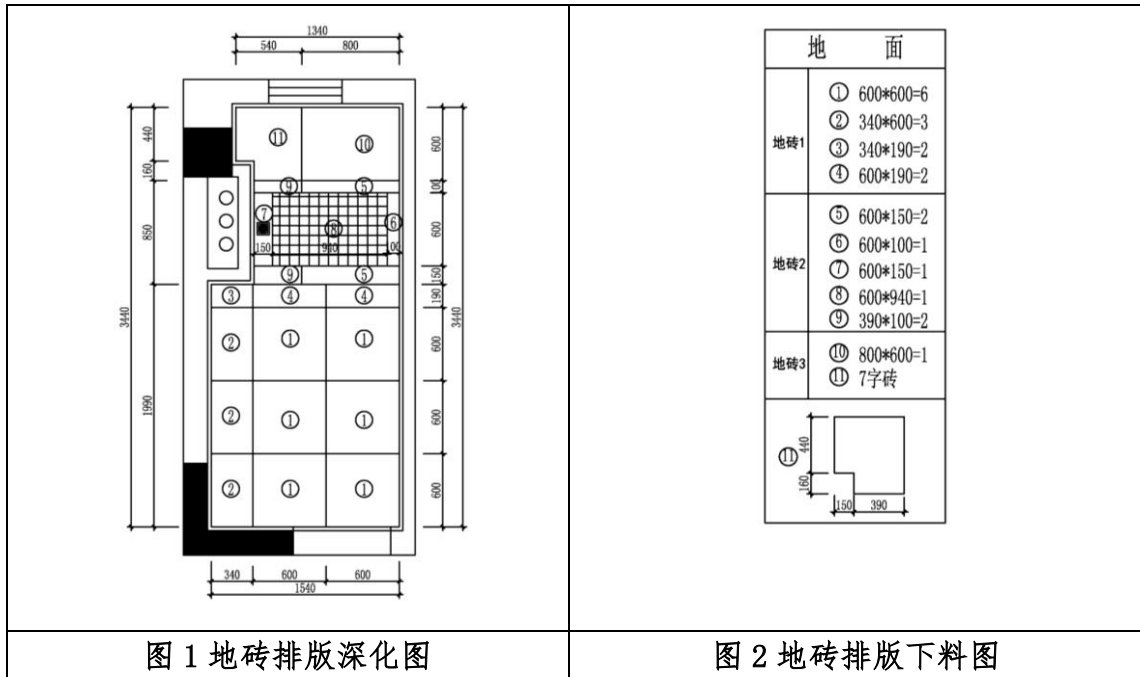 1340
540 800
440
160
850
1990
3440
600
100
600
150
190
600
600
600
3440
⑪ ⑩
⑨ ⑤
⑦ ⑧ ⑥
150 940 100
⑨ ⑤
③ ④ ④
② ① ①
② ① ①
② ① ①
340 600 600
1540
图 1 地砖排版深化图
地 面
地砖1
① 600*600=6
② 340*600=3
③ 340*190=2
④ 600*190=2
地砖2
⑤ 600*150=2
⑥ 600*100=1
⑦ 600*150=1
⑧ 600*940=1
⑨ 390*100=2
地砖3
⑩ 800*600=1
⑪ 7字砖
⑪
440
160
150 390
图 2 地砖排版下料图